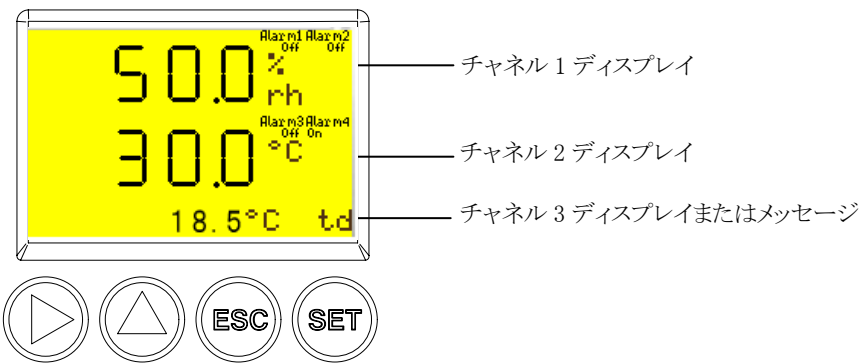 Alarm1 Alarm2
Off Off
50.0 %
rh
チャネル 1 ディスプレイ
Alarm3 Alarm4
Off On
30.0 °C
チャネル 2 ディスプレイ
18.5°C td
チャネル 3 ディスプレイまたはメッセージ
ESC SET